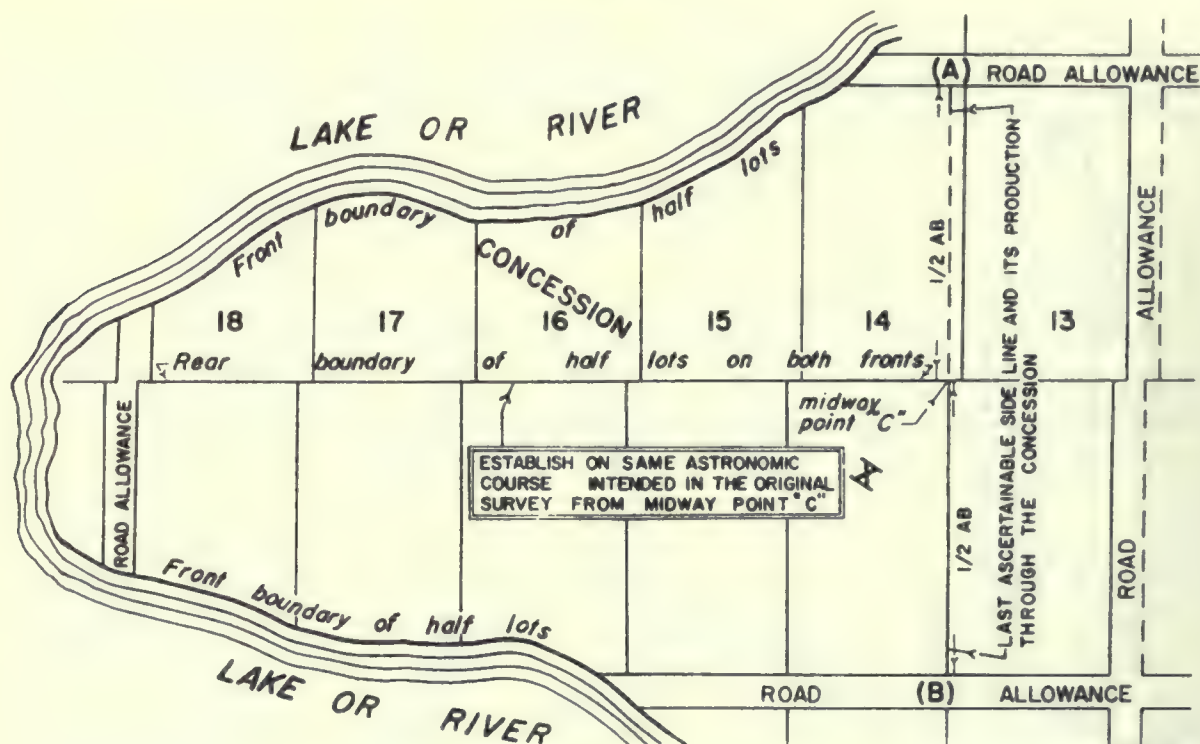 (A) ROAD ALLOWANCE
LAKE OR RIVER
Front boundary of half lots
CONCESSION
1/2 AB
LAST ASCERTAINABLE SIDE LINE AND ITS PRODUCTION
THROUGH THE CONCESSION
ALLOWANCE
18
17
16
15
14
13
Rear boundary of half lots on both fronts
midway
point "C"
ROAD ALLOWANCE
ESTABLISH ON SAME ASTRONOMIC
COURSE INTENDED IN THE ORIGINAL
SURVEY FROM MIDWAY POINT "C"
1/2 AB
ROAD
Front boundary of half lots
LAKE OR RIVER
ROAD (B) ALLOWANCE